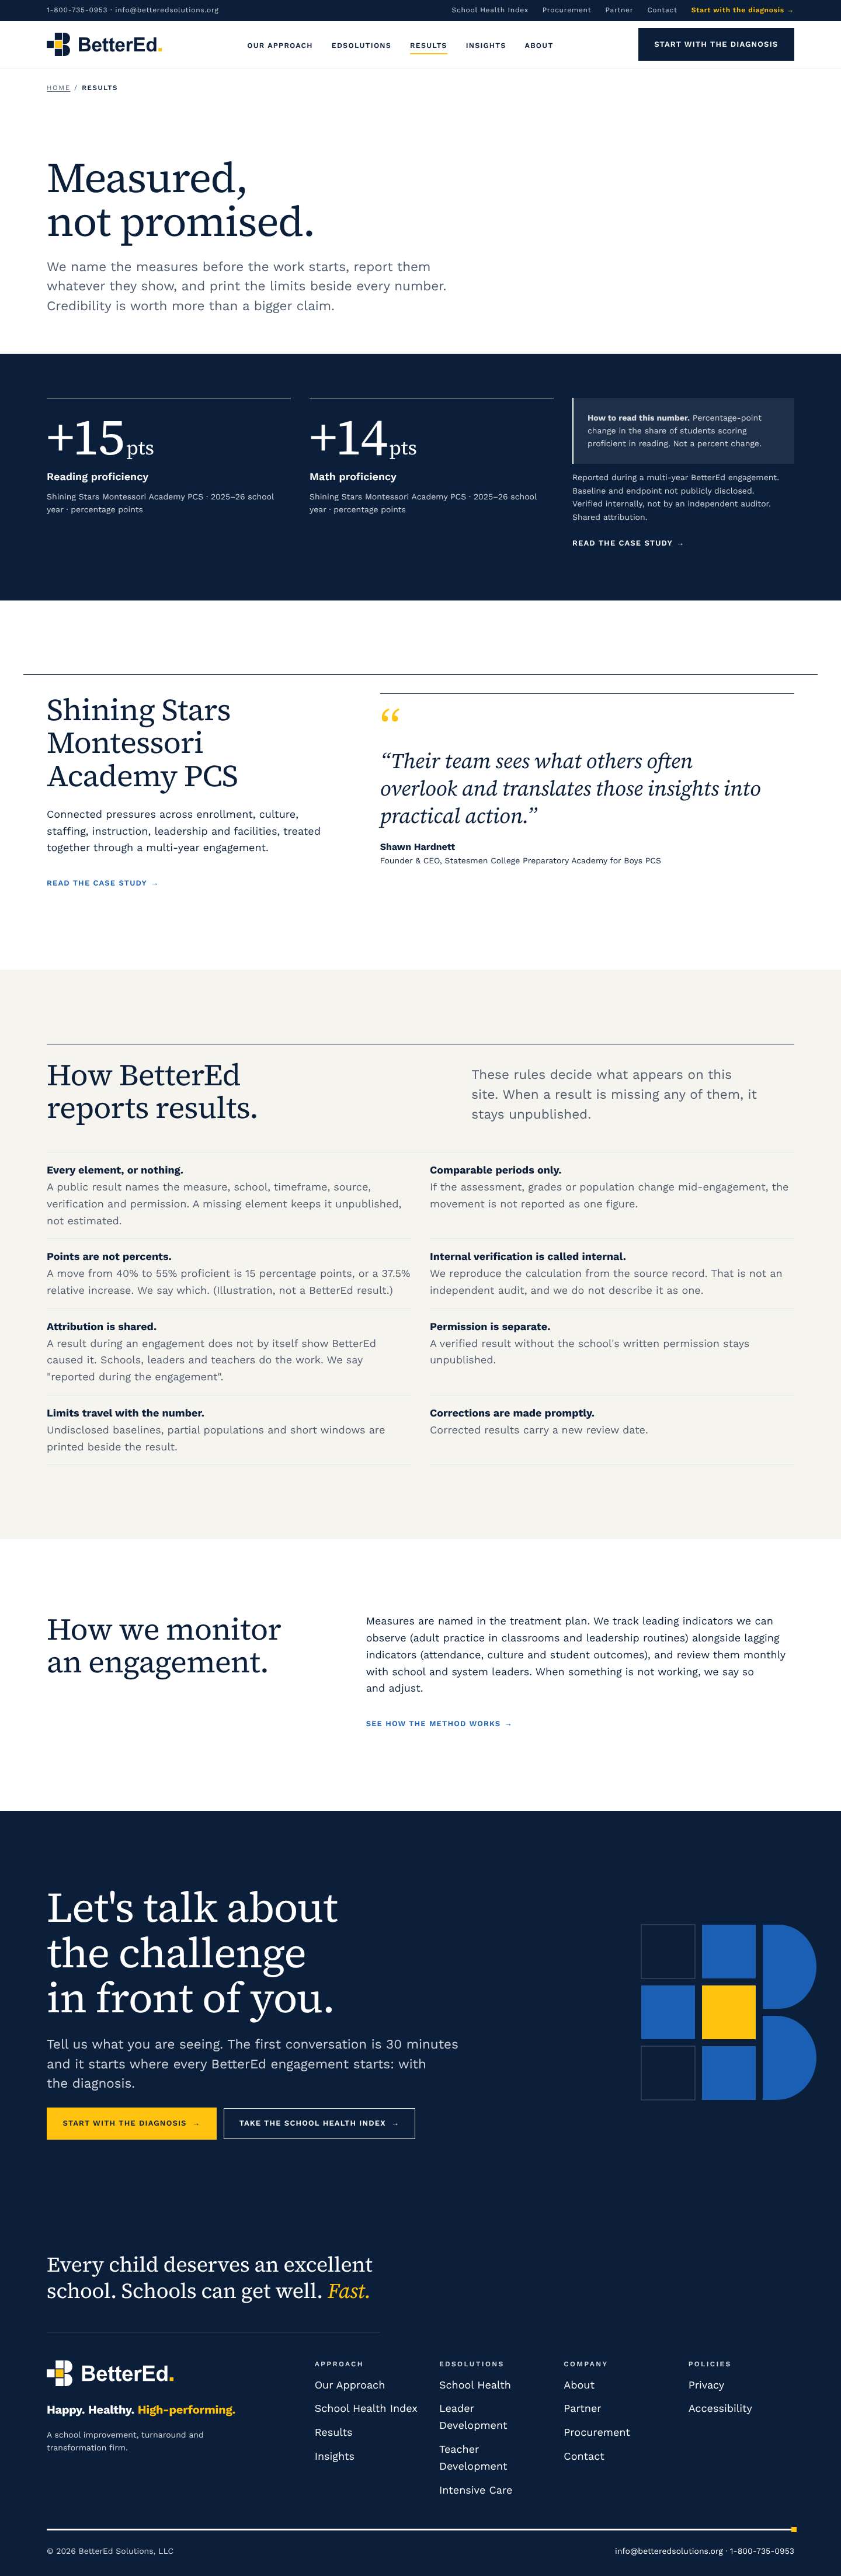 1-800-735-0953 · info@betteredsolutions.org
School Health Index Procurement Partner Contact Start with the diagnosis →
BetterEd.
OUR APPROACH EDSOLUTIONS RESULTS INSIGHTS ABOUT
START WITH THE DIAGNOSIS
HOME / RESULTS
Measured,
not promised.
We name the measures before the work starts, report them
whatever they show, and print the limits beside every number.
Credibility is worth more than a bigger claim.
+15 pts
Reading proficiency
Shining Stars Montessori Academy PCS · 2025–26 school
year · percentage points
+14 pts
Math proficiency
Shining Stars Montessori Academy PCS · 2025–26 school
year · percentage points
How to read this number. Percentage-point
change in the share of students scoring
proficient in reading. Not a percent change.
Reported during a multi-year BetterEd engagement.
Baseline and endpoint not publicly disclosed.
Verified internally, not by an independent auditor.
Shared attribution.
READ THE CASE STUDY →
Shining Stars
Montessori
Academy PCS
Connected pressures across enrollment, culture,
staffing, instruction, leadership and facilities, treated
together through a multi-year engagement.
READ THE CASE STUDY →
“
“Their team sees what others often
overlook and translates those insights into
practical action.”
Shawn Hardnett
Founder & CEO, Statesmen College Preparatory Academy for Boys PCS
How BetterEd
reports results.
These rules decide what appears on this
site. When a result is missing any of them, it
stays unpublished.
Every element, or nothing.
A public result names the measure, school, timeframe, source,
verification and permission. A missing element keeps it unpublished,
not estimated.
Comparable periods only.
If the assessment, grades or population change mid-engagement, the
movement is not reported as one figure.
Points are not percents.
A move from 40% to 55% proficient is 15 percentage points, or a 37.5%
relative increase. We say which. (Illustration, not a BetterEd result.)
Internal verification is called internal.
We reproduce the calculation from the source record. That is not an
independent audit, and we do not describe it as one.
Attribution is shared.
A result during an engagement does not by itself show BetterEd
caused it. Schools, leaders and teachers do the work. We say
"reported during the engagement".
Permission is separate.
A verified result without the school's written permission stays
unpublished.
Limits travel with the number.
Undisclosed baselines, partial populations and short windows are
printed beside the result.
Corrections are made promptly.
Corrected results carry a new review date.
How we monitor
an engagement.
Measures are named in the treatment plan. We track leading indicators we can
observe (adult practice in classrooms and leadership routines) alongside lagging
indicators (attendance, culture and student outcomes), and review them monthly
with school and system leaders. When something is not working, we say so
and adjust.
SEE HOW THE METHOD WORKS →
Let's talk about
the challenge
in front of you.
Tell us what you are seeing. The first conversation is 30 minutes
and it starts where every BetterEd engagement starts: with
the diagnosis.
START WITH THE DIAGNOSIS →
TAKE THE SCHOOL HEALTH INDEX →
Every child deserves an excellent
school. Schools can get well. Fast.
BetterEd.
Happy. Healthy. High-performing.
A school improvement, turnaround and
transformation firm.
APPROACH
Our Approach
School Health Index
Results
Insights
EDSOLUTIONS
School Health
Leader
Development
Teacher
Development
Intensive Care
COMPANY
About
Partner
Procurement
Contact
POLICIES
Privacy
Accessibility
© 2026 BetterEd Solutions, LLC
info@betteredsolutions.org · 1-800-735-0953